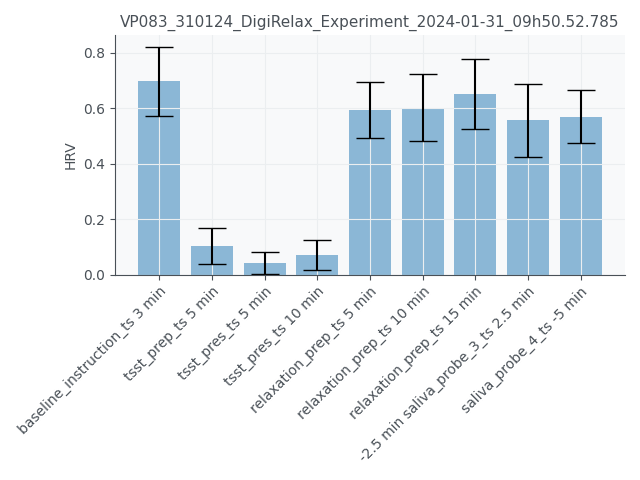 VP083_310124_DigiRelax_Experiment_2024-01-31_09h50.52.785
HRV
0.8
0.6
0.4
0.2
0.0
baseline_instruction_ts 3 min
tsst_prep_ts 5 min
tsst_pres_ts 5 min
tsst_pres_ts 10 min
relaxation_prep_ts 5 min
relaxation_prep_ts 10 min
relaxation_prep_ts 15 min
-2.5 min saliva_probe_3_ts 2.5 min
saliva_probe_4_ts -5 min